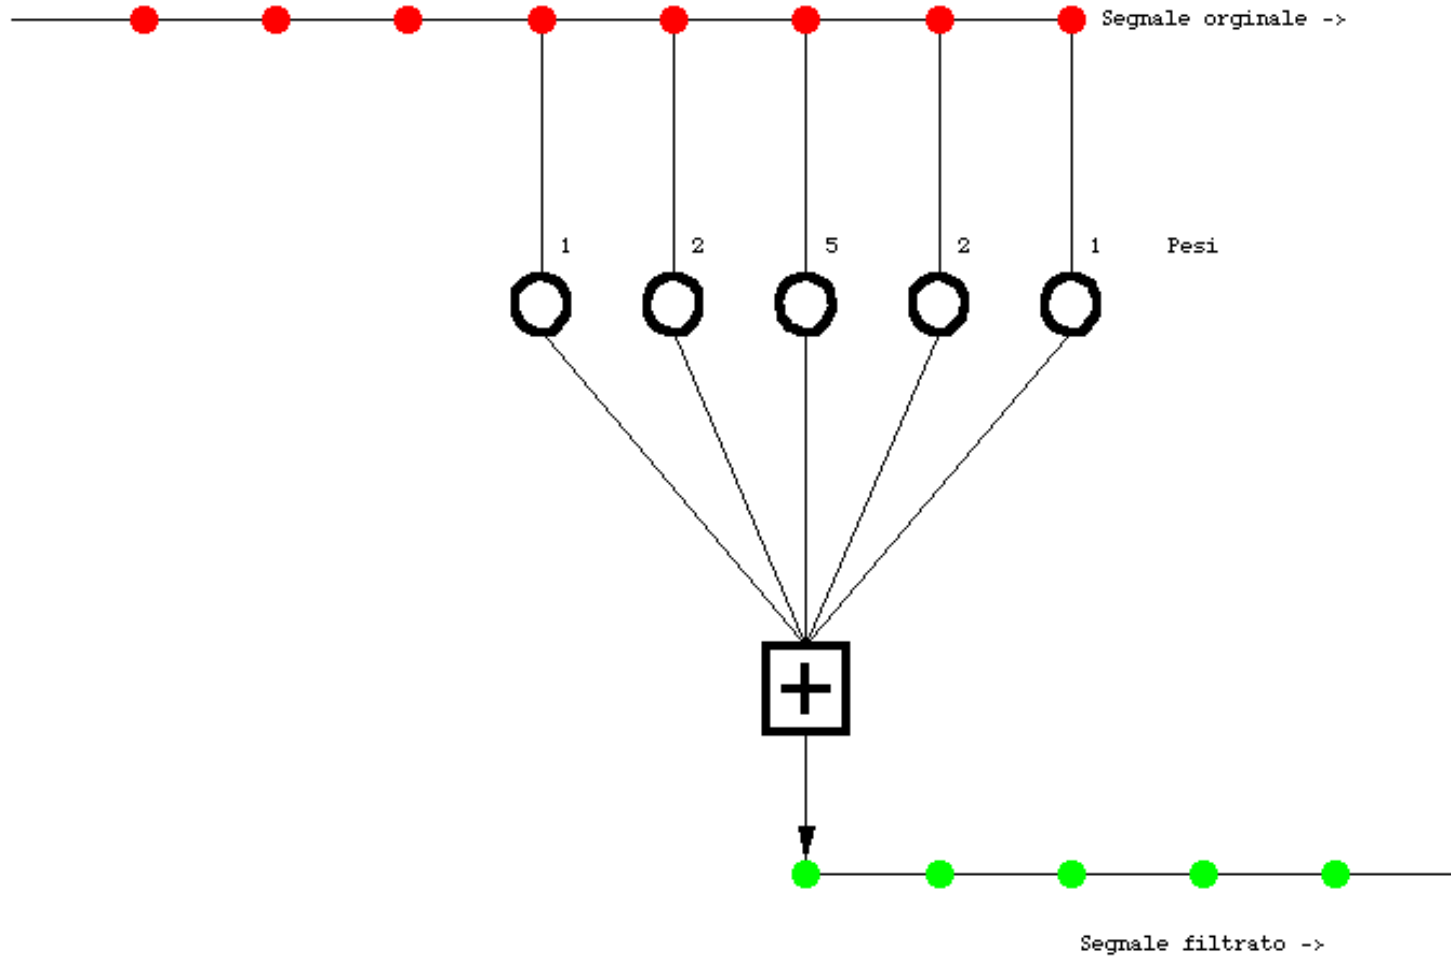 Segnale orginale ->
1 2 5 2 1 Pesi
+
Segnale filtrato ->